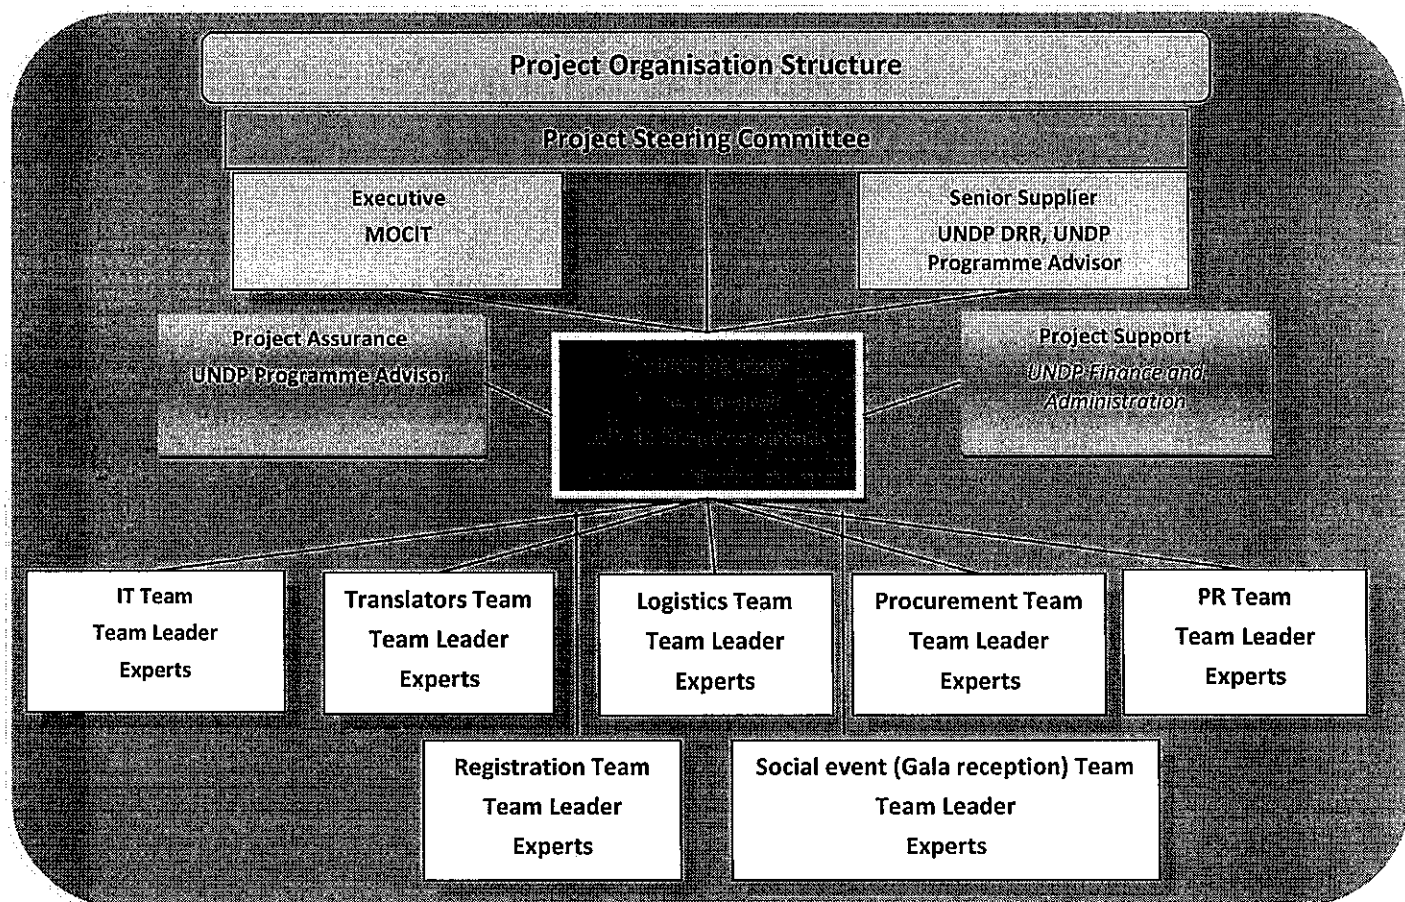 Project Organisation Structure
Project Steering Committee
Executive
MOCIT
Senior Supplier
UNDP DRR, UNDP
Programme Advisor
Project Assurance
UNDP Programme Advisor
Project Support
UNDP Finance and
Administration
IT Team
Team Leader
Experts
Translators Team
Team Leader
Experts
Logistics Team
Team Leader
Experts
Procurement Team
Team Leader
Experts
PR Team
Team Leader
Experts
Registration Team
Team Leader
Experts
Social event (Gala reception) Team
Team Leader
Experts